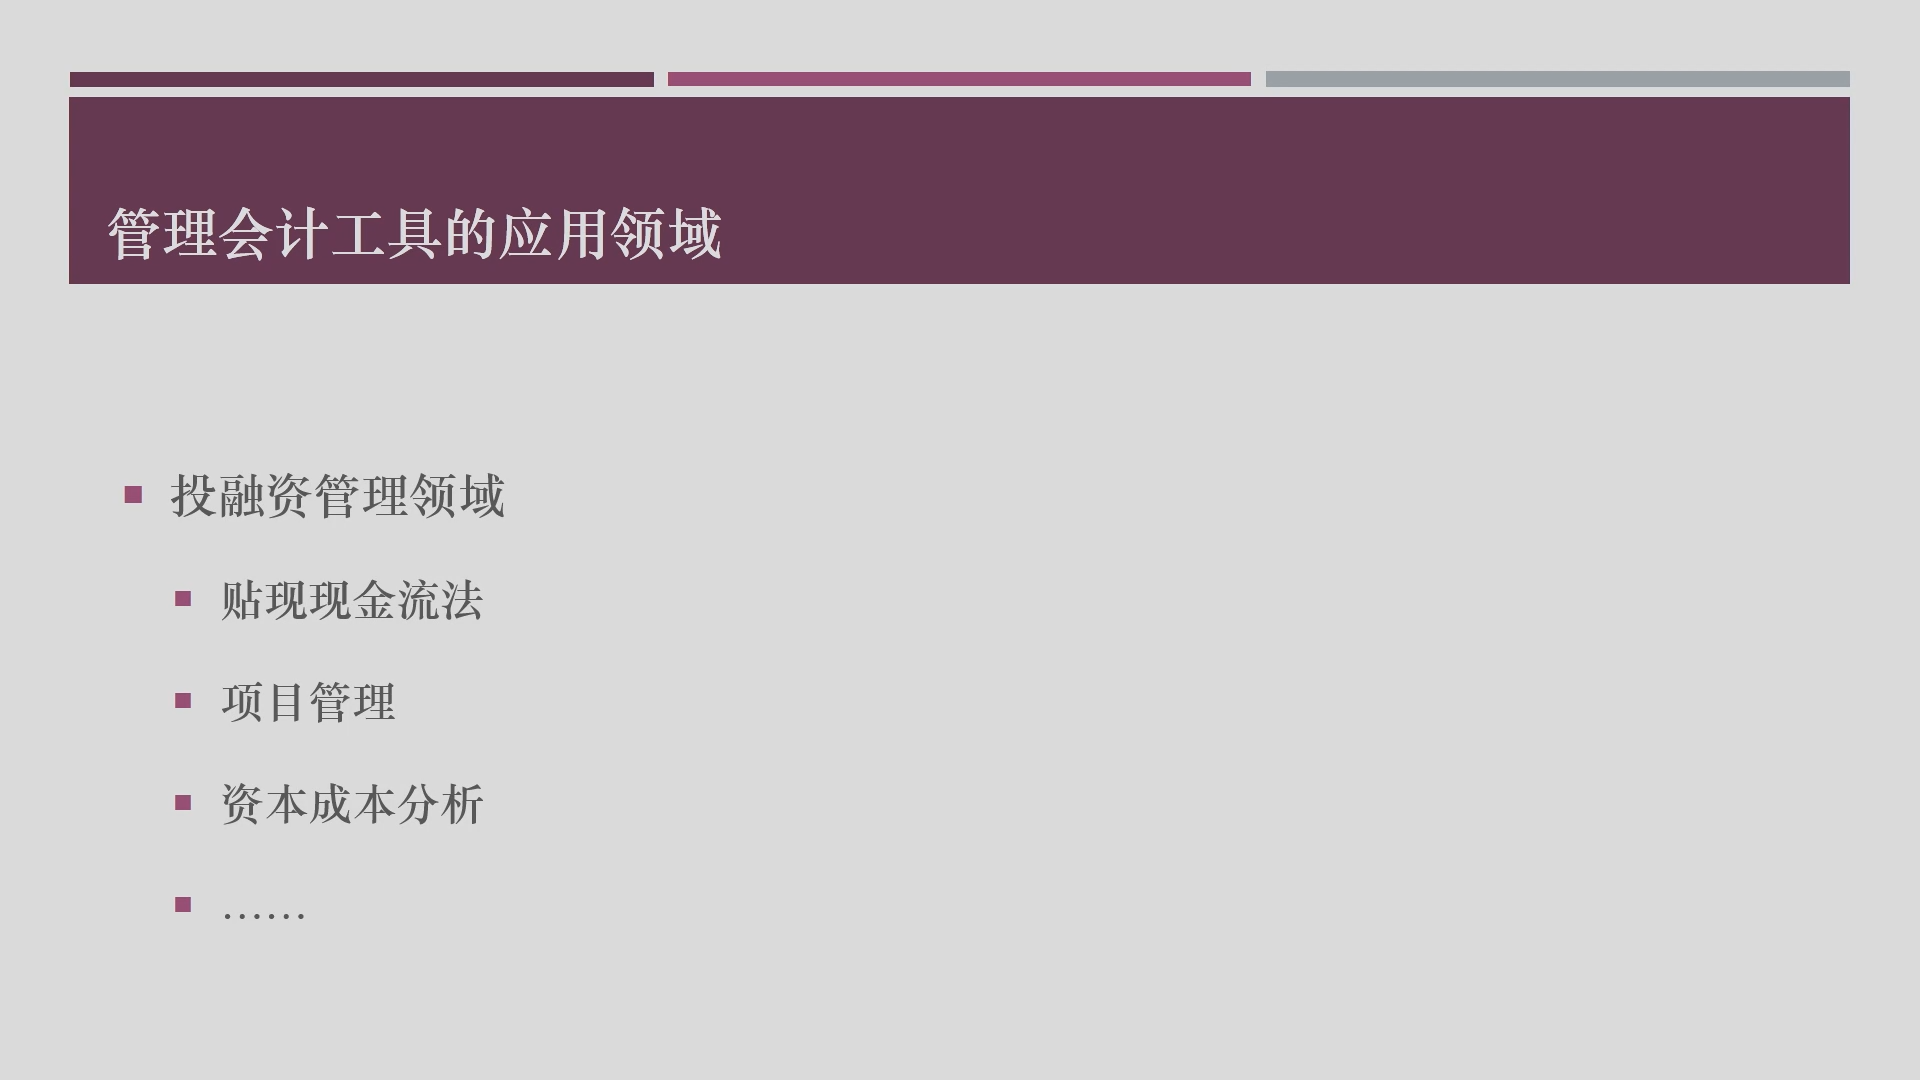 管理会计工具的应用领域
投融资管理领域
贴现现金流法
项目管理
资本成本分析
……